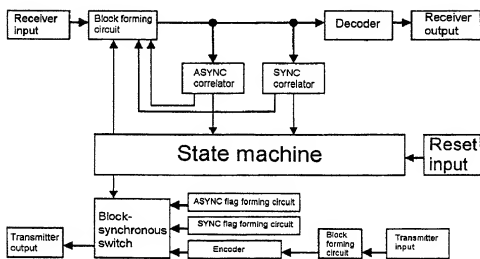 Receiver
input
Block forming
circuit
Decoder
Receiver
output
ASYNC
correlator
SYNC
correlator
State machine
Reset
input
Block-
synchronous
switch
ASYNC flag forming circuit
SYNC flag forming circuit
Encoder
Block
forming
circuit
Transmitter
input
Transmitter
output